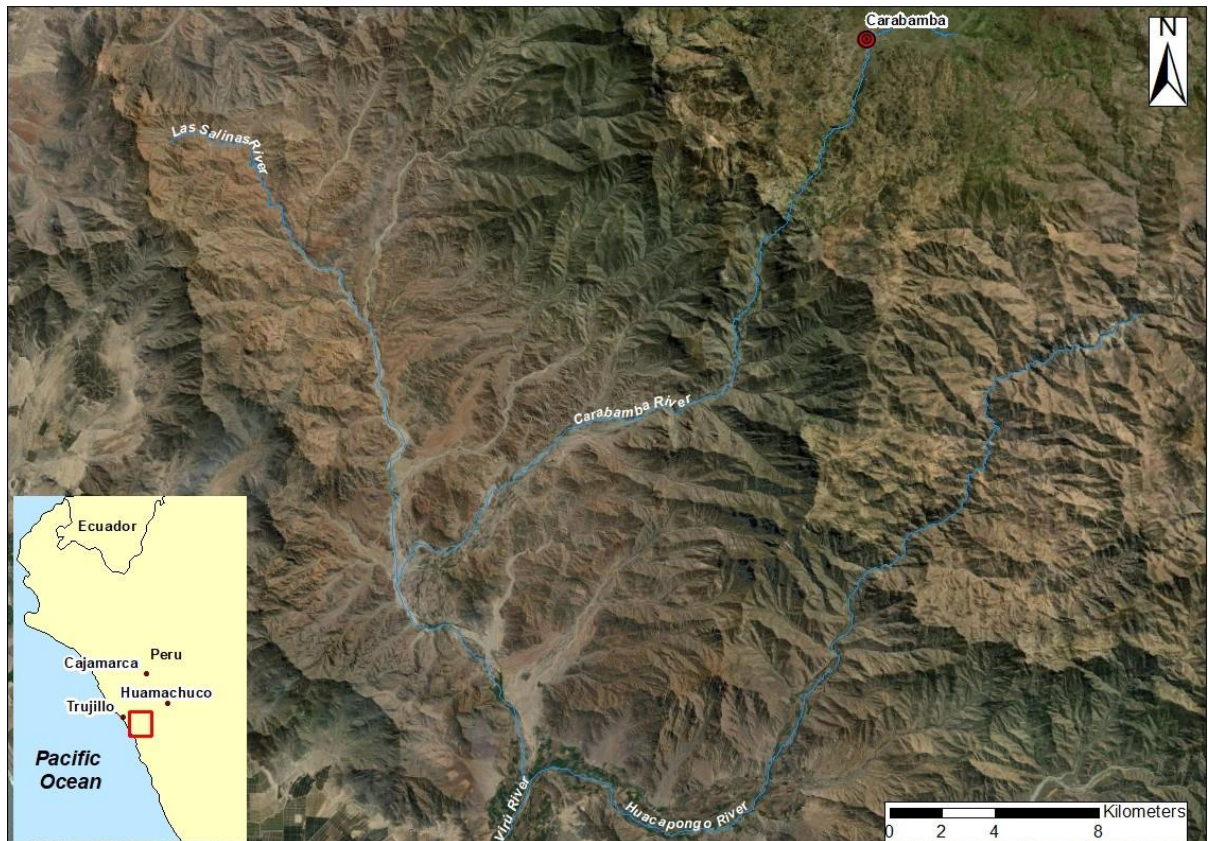 Carabamba
N
Las Salinas River
Carabamba River
Ecuador
Cajamarca
Peru
Huamachuco
Trujillo
Pacific
Ocean
Virú River
Huacapongo River
Kilometers
0 2 4 8